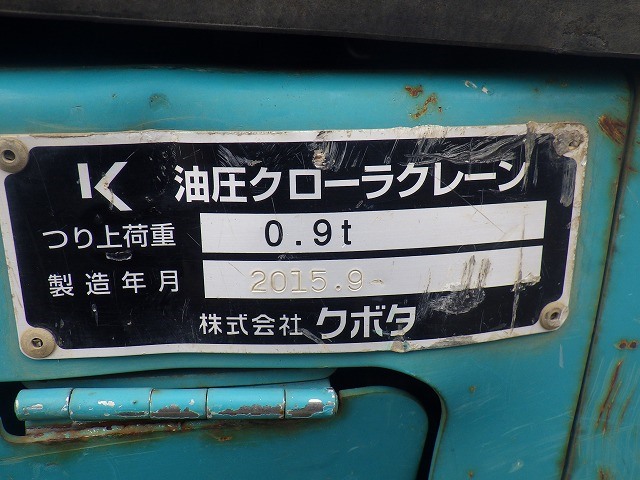 K 油圧クローラクレーン
つり上荷重 0.9t
製造年月 2015.9
株式会社 クボタ